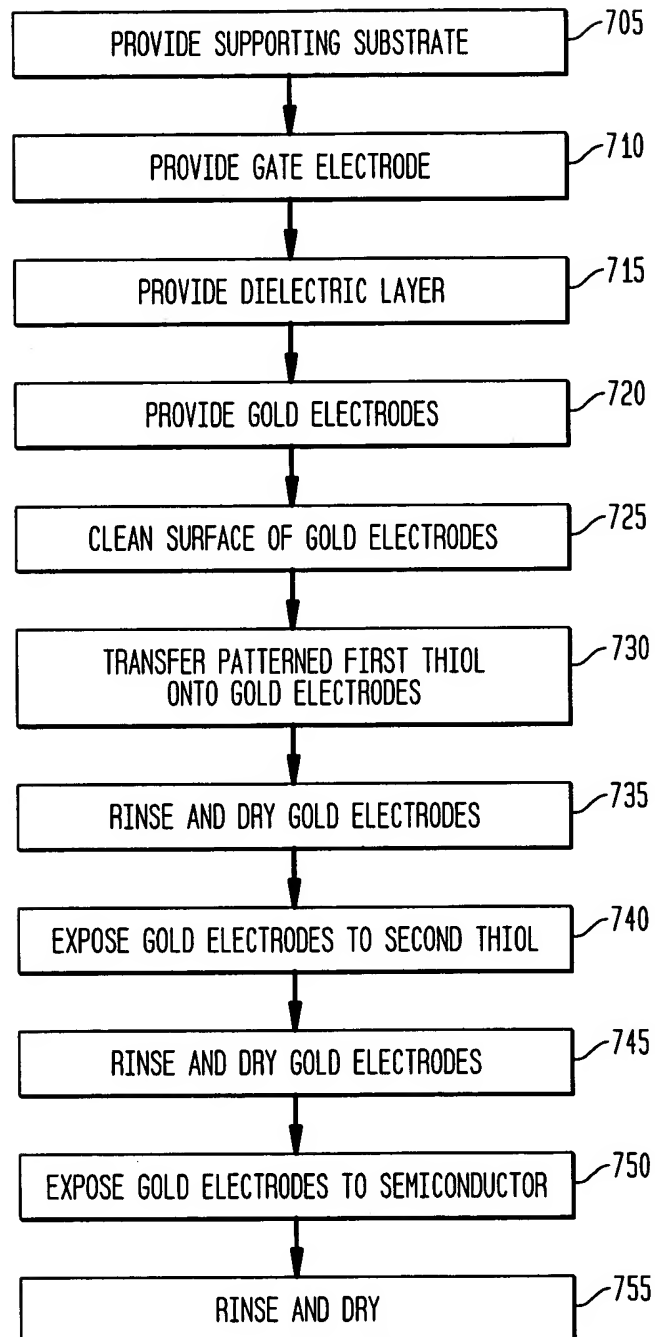 PROVIDE SUPPORTING SUBSTRATE
705
PROVIDE GATE ELECTRODE
710
PROVIDE DIELECTRIC LAYER
715
PROVIDE GOLD ELECTRODES
720
CLEAN SURFACE OF GOLD ELECTRODES
725
TRANSFER PATTERNED FIRST THIOL
ONTO GOLD ELECTRODES
730
RINSE AND DRY GOLD ELECTRODES
735
EXPOSE GOLD ELECTRODES TO SECOND THIOL
740
RINSE AND DRY GOLD ELECTRODES
745
EXPOSE GOLD ELECTRODES TO SEMICONDUCTOR
750
RINSE AND DRY
755